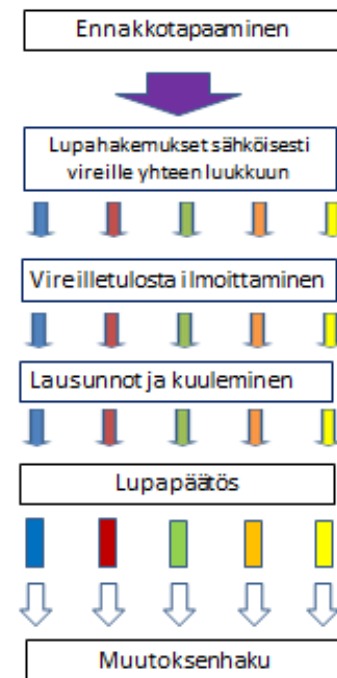 Ennakkotapaaminen
Lupahakemukset sähköisesti
vireille yhteen luukkuun
Vireilletulosta ilmoittaminen
Lausunnot ja kuuleminen
Lupapäätös
Muutoksenhaku